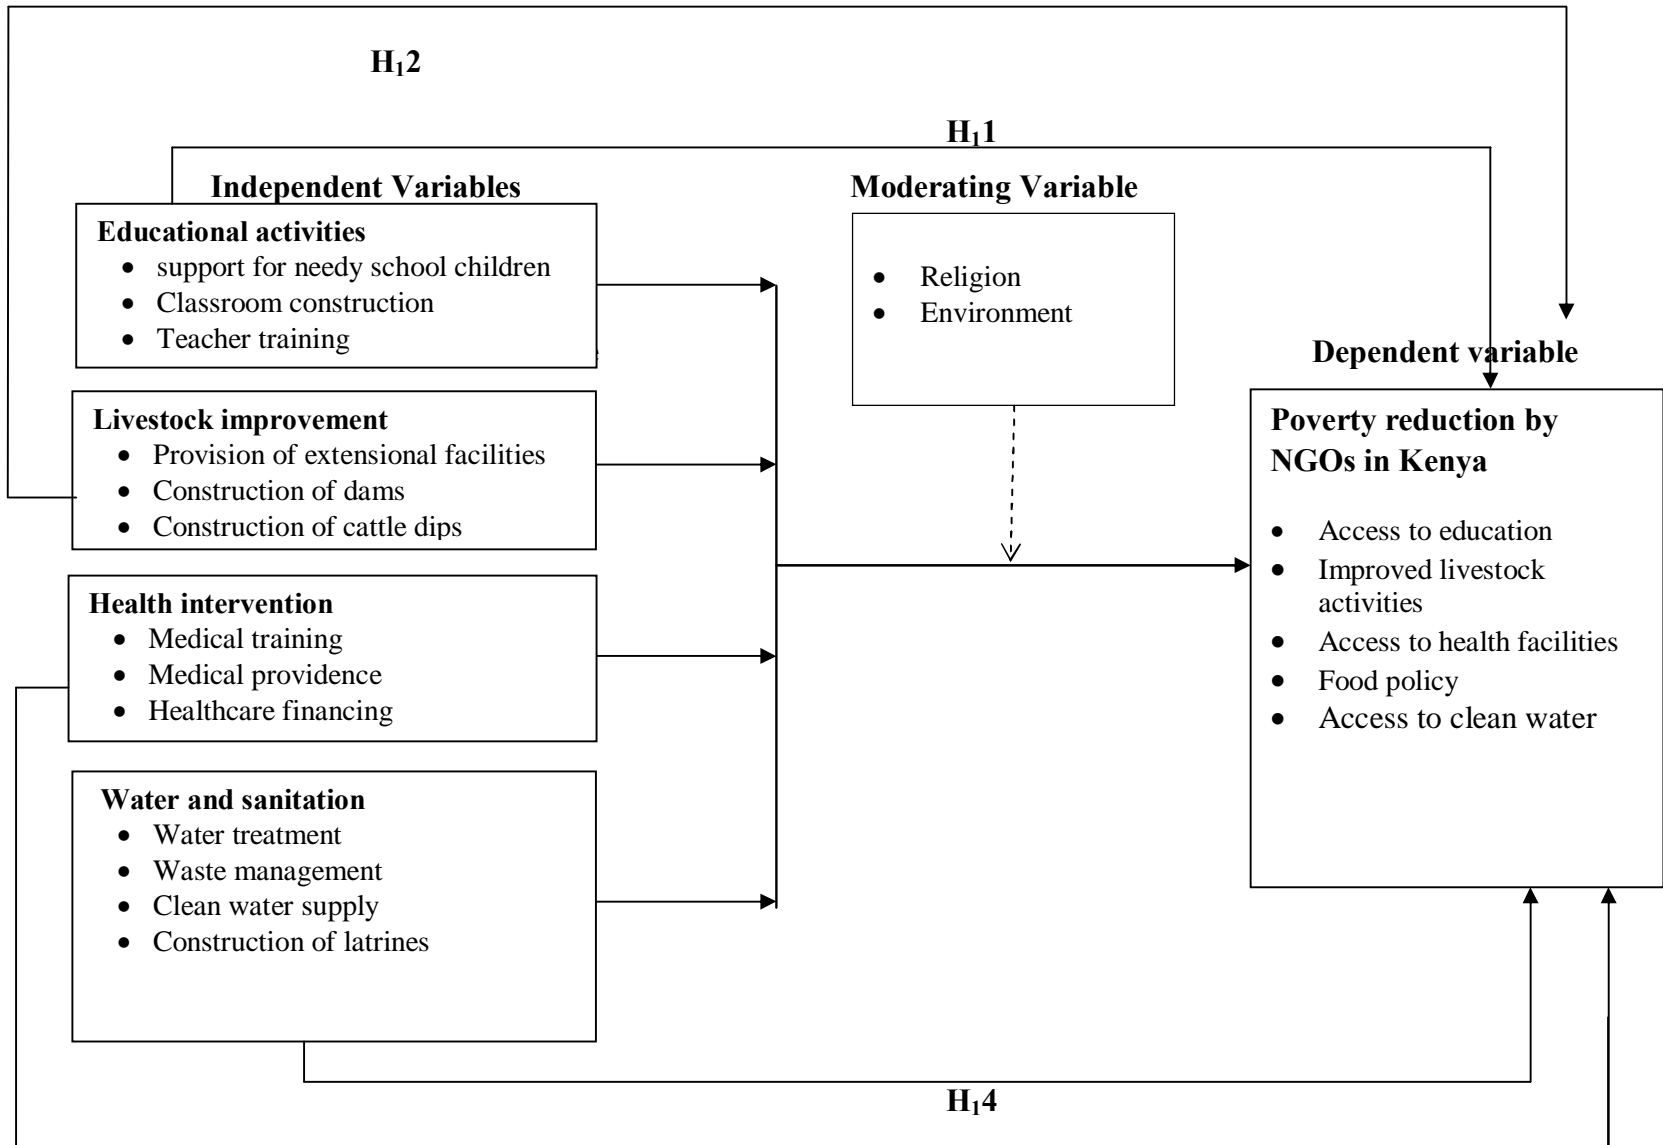 H₁2
H₁1
Independent Variables
Moderating Variable
Educational activities
• support for needy school children
• Classroom construction
• Teacher training
• Religion
• Environment
Dependent variable
Livestock improvement
• Provision of extensional facilities
• Construction of dams
• Construction of cattle dips
Poverty reduction by
NGOs in Kenya
• Access to education
• Improved livestock
activities
• Access to health facilities
• Food policy
• Access to clean water
Health intervention
• Medical training
• Medical providence
• Healthcare financing
Water and sanitation
• Water treatment
• Waste management
• Clean water supply
• Construction of latrines
H₁4